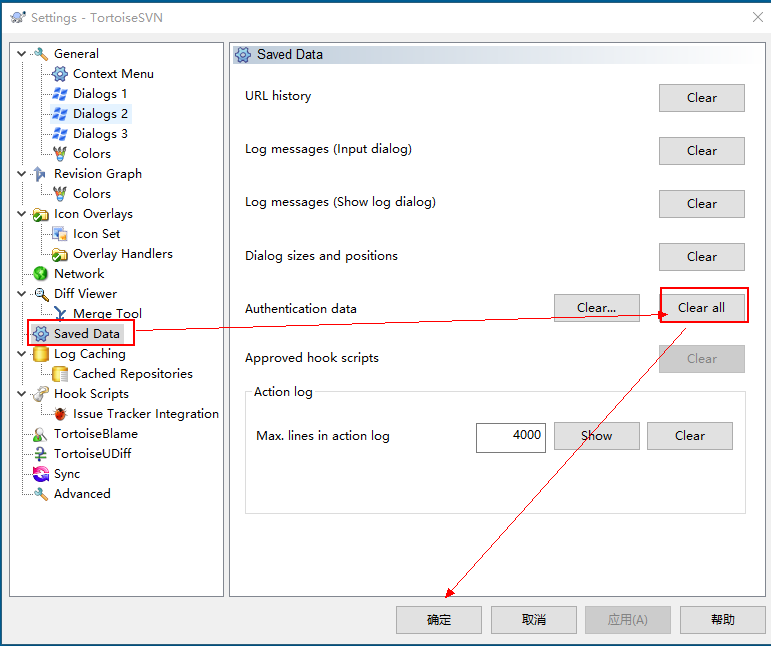 Settings - TortoiseSVN
General
Context Menu
Dialogs 1
Dialogs 2
Dialogs 3
Colors
Revision Graph
Colors
Icon Overlays
Icon Set
Overlay Handlers
Network
Diff Viewer
Merge Tool
Saved Data
Log Caching
Cached Repositories
Hook Scripts
Issue Tracker Integration
TortoiseBlame
TortoiseUDiff
Sync
Advanced
Saved Data
URL history Clear
Log messages (Input dialog) Clear
Log messages (Show log dialog) Clear
Dialog sizes and positions Clear
Authentication data Clear... Clear all
Approved hook scripts Clear
Action log
Max. lines in action log 4000 Show Clear
确定 取消 应用(A) 帮助